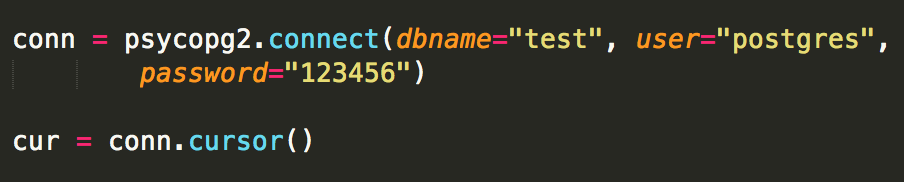 conn = psycopg2.connect(dbname="test", user="postgres",
password="123456")
cur = conn.cursor()